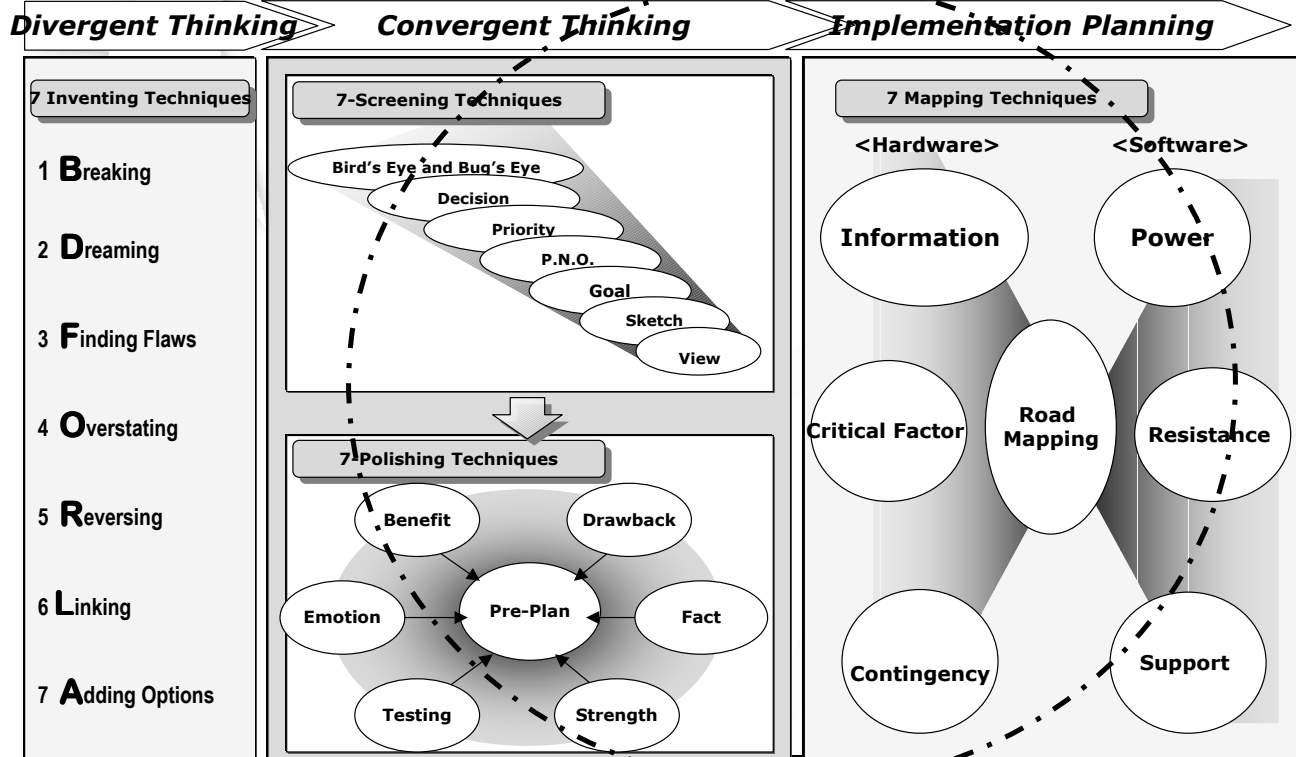 Divergent Thinking
Convergent Thinking
Implementation Planning
7 Inventing Techniques
1 Breaking
2 Dreaming
3 Finding Flaws
4 Overstating
5 Reversing
6 Linking
7 Adding Options
7-Screening Techniques
Bird's Eye and Bug's Eye
Decision
Priority
P.N.O.
Goal
Sketch
View
7-Polishing Techniques
Benefit
Drawback
Emotion
Pre-Plan
Fact
Testing
Strength
7 Mapping Techniques
<Hardware>
<Software>
Information
Power
Critical Factor
Road
Mapping
Resistance
Contingency
Support